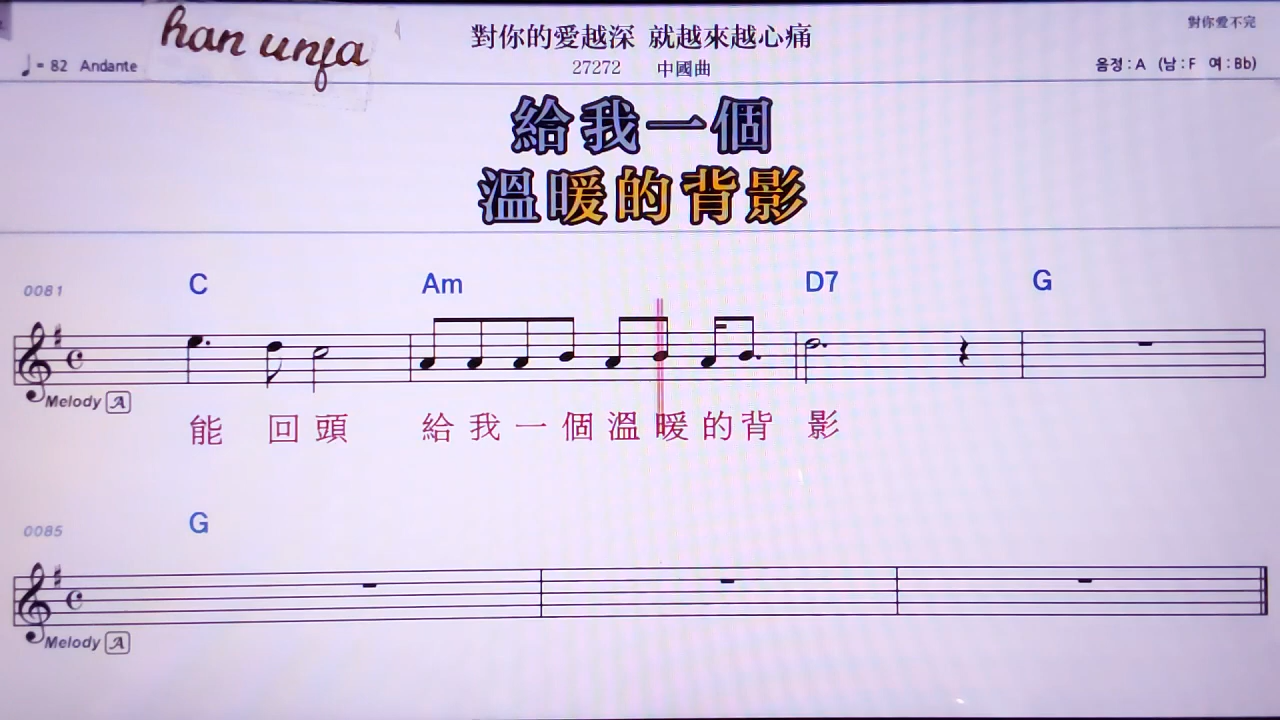 han unja
對你的愛越深 就越來越心痛
對你愛不完
♩= 82 Andante
27272 中國曲
음정 : A (남 : F 여 : Bb)
給我一個
溫暖的背影
0081
C Am D7 G
Melody A
能 回 頭 給 我 一 個 溫 暖 的 背 影
0085
G
Melody A